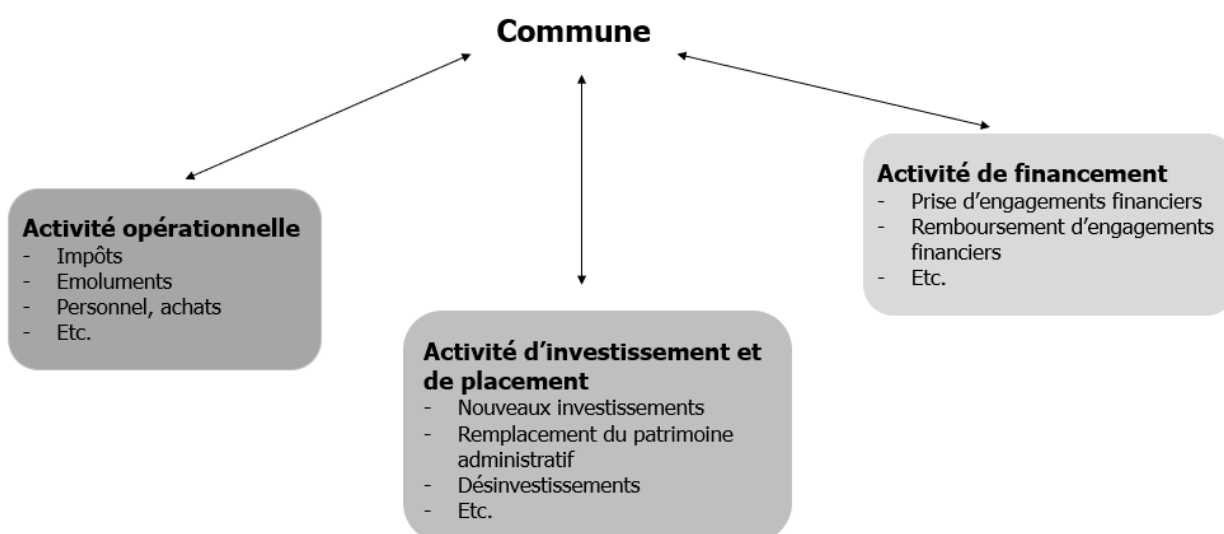 Commune
Activité opérationnelle
- Impôts
- Emoluments
- Personnel, achats
- Etc.
Activité d’investissement et
de placement
- Nouveaux investissements
- Remplacement du patrimoine
administratif
- Désinvestissements
- Etc.
Activité de financement
- Prise d’engagements financiers
- Remboursement d’engagements
financiers
- Etc.